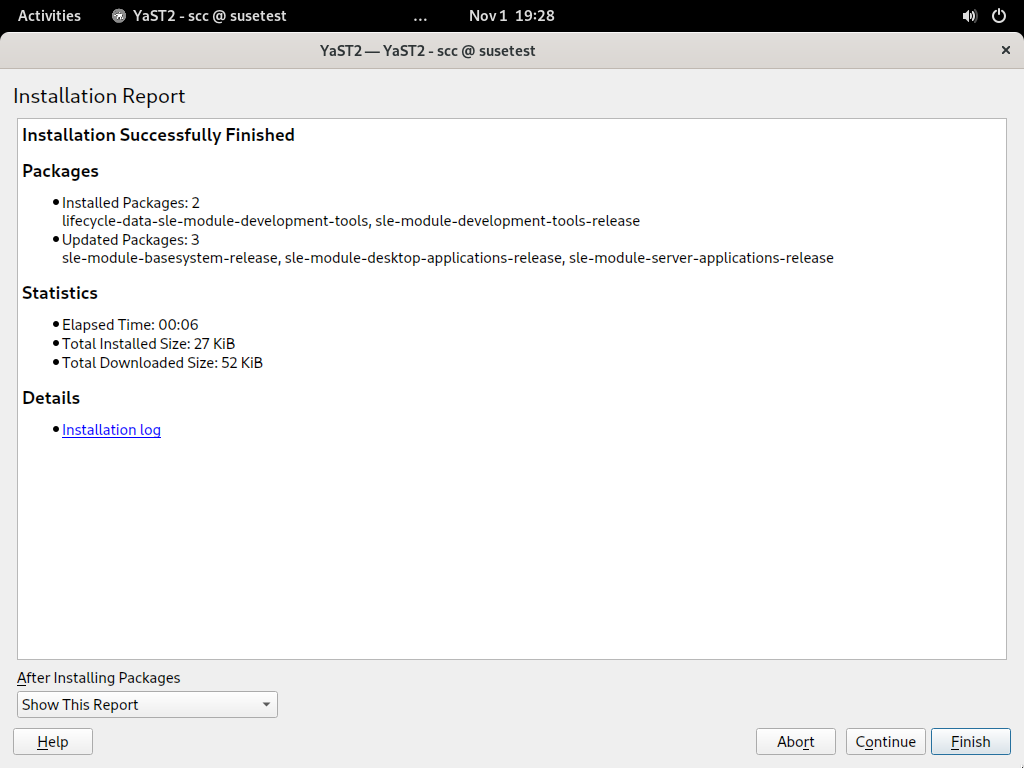 Activities YaST2 - scc @ susetest ... Nov 1 19:28
YaST2 — YaST2 - scc @ susetest
Installation Report
Installation Successfully Finished
Packages
Installed Packages: 2
lifecycle-data-sle-module-development-tools, sle-module-development-tools-release
Updated Packages: 3
sle-module-basesystem-release, sle-module-desktop-applications-release, sle-module-server-applications-release
Statistics
Elapsed Time: 00:06
Total Installed Size: 27 KiB
Total Downloaded Size: 52 KiB
Details
Installation log
After Installing Packages
Show This Report
Help Abort Continue Finish